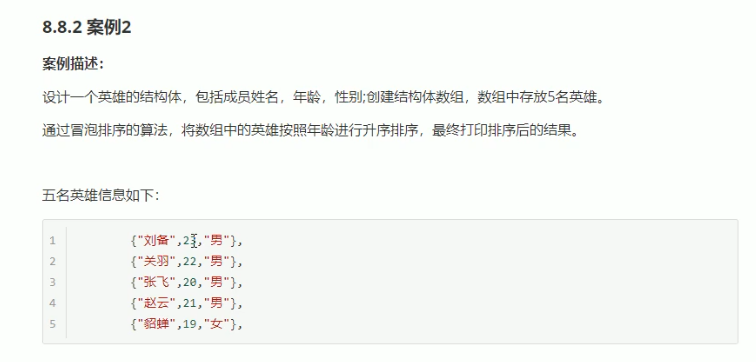 8.8.2 案例2
案例描述：
设计一个英雄的结构体，包括成员姓名，年龄，性别;创建结构体数组，数组中存放5名英雄。
通过冒泡排序的算法，将数组中的英雄按照年龄进行升序排序，最终打印排序后的结果。
五名英雄信息如下：
1 {"刘备",23,"男"},
2 {"关羽",22,"男"},
3 {"张飞",20,"男"},
4 {"赵云",21,"男"},
5 {"貂蝉",19,"女"},